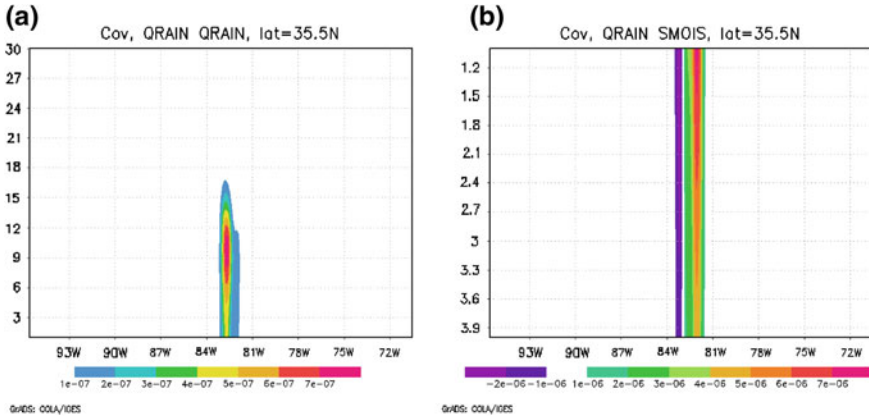 (a)
Cov, QRAIN QRAIN, lat=35.5N
30
27
24
21
18
15
12
9
6
3
93W 90W 87W 84W 81W 78W 75W 72W
1e-07 2e-07 3e-07 4e-07 5e-07 6e-07 7e-07
GrADS: COLA/IGES
(b)
Cov, QRAIN SMOIS, lat=35.5N
1.2
1.5
1.8
2.1
2.4
2.7
3
3.3
3.6
3.9
93W 90W 87W 84W 81W 78W 75W 72W
-2e-06 -1e-06 1e-06 2e-06 3e-06 4e-06 5e-06 6e-06 7e-06
GrADS: COLA/IGES